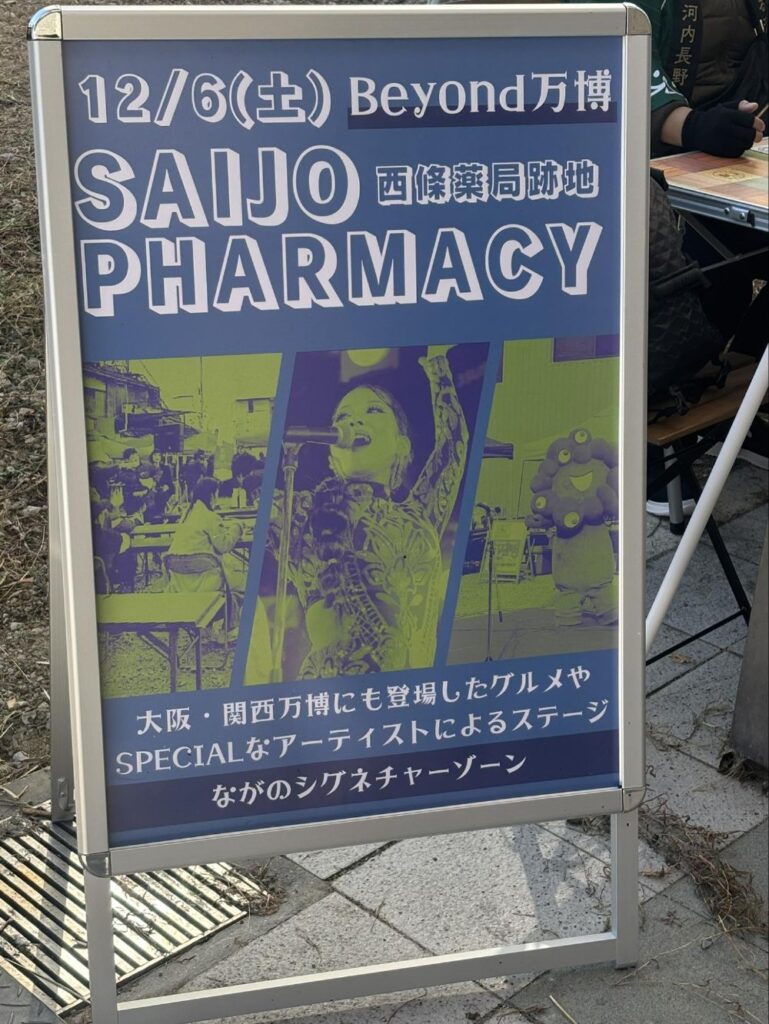 河内長野
12/6(土) Beyond万博
SAIJO 西條薬局跡地
PHARMACY
大阪・関西万博にも登場したグルメや
SPECIALなアーティストによるステージ
ながのシグネチャーゾーン